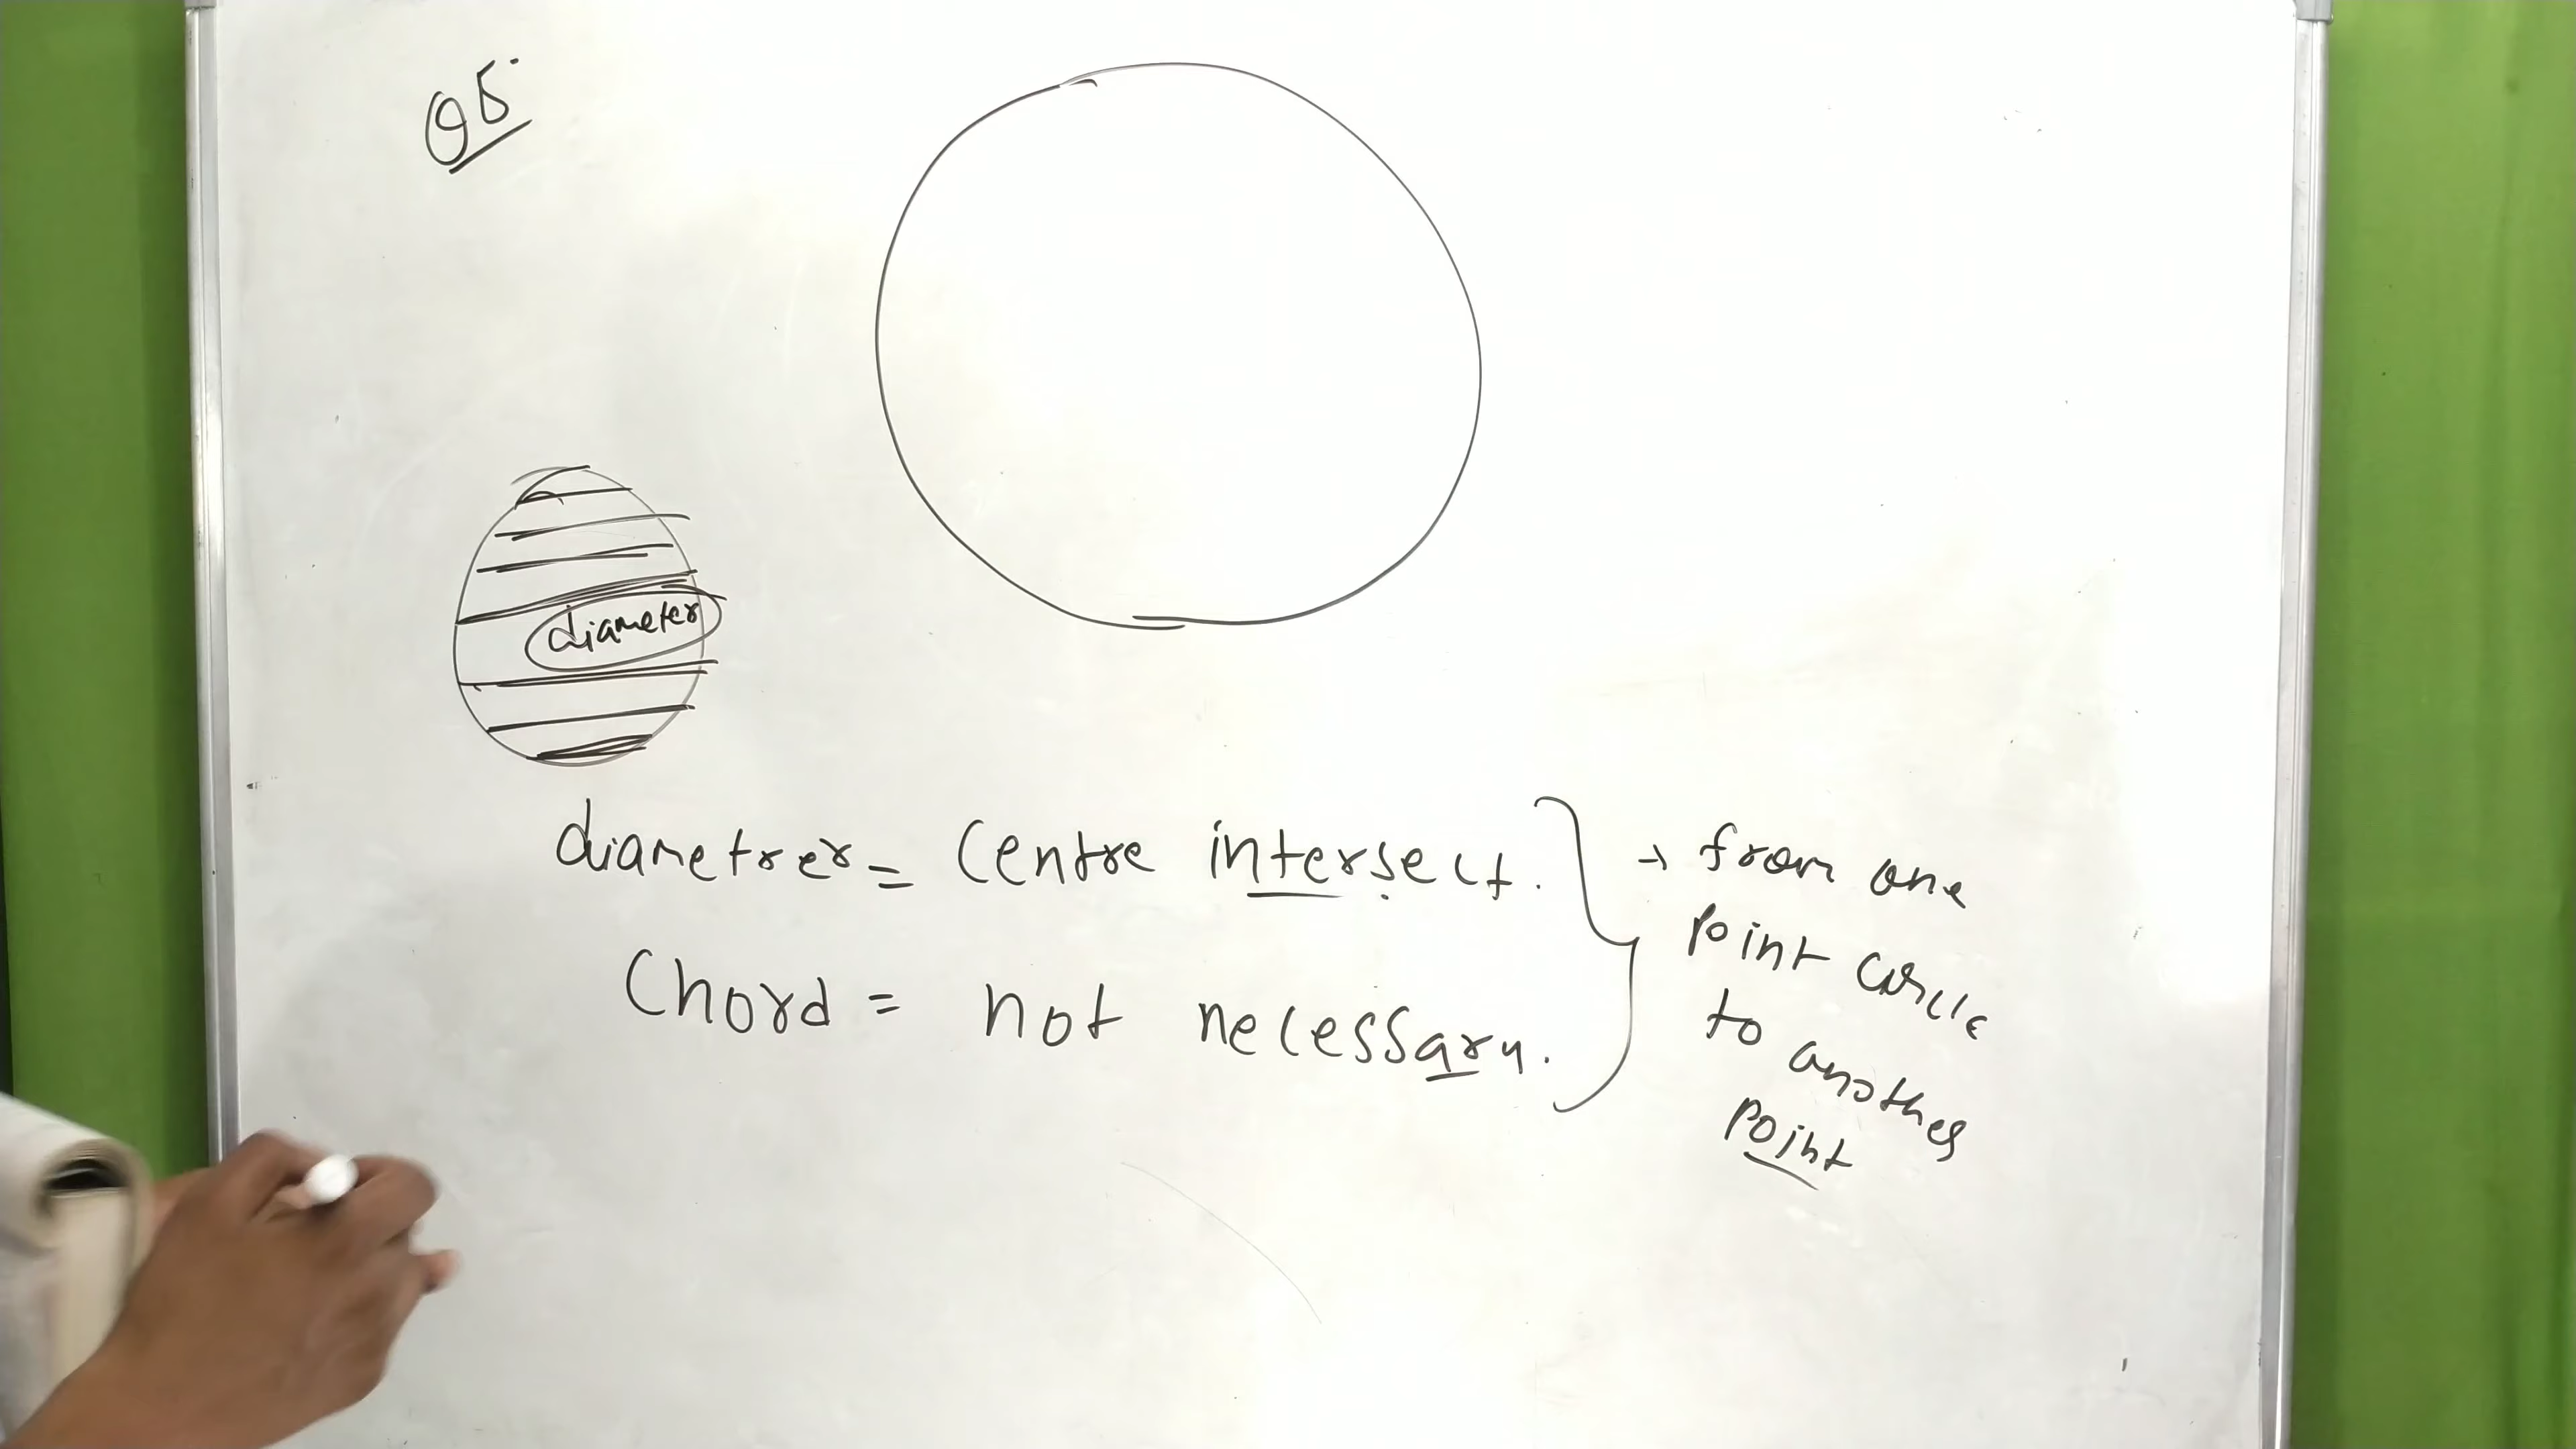 Q5.
diameter
diametrer = Centre intersect.
Chord = not necessary.
→ from one
point circle
to another
point